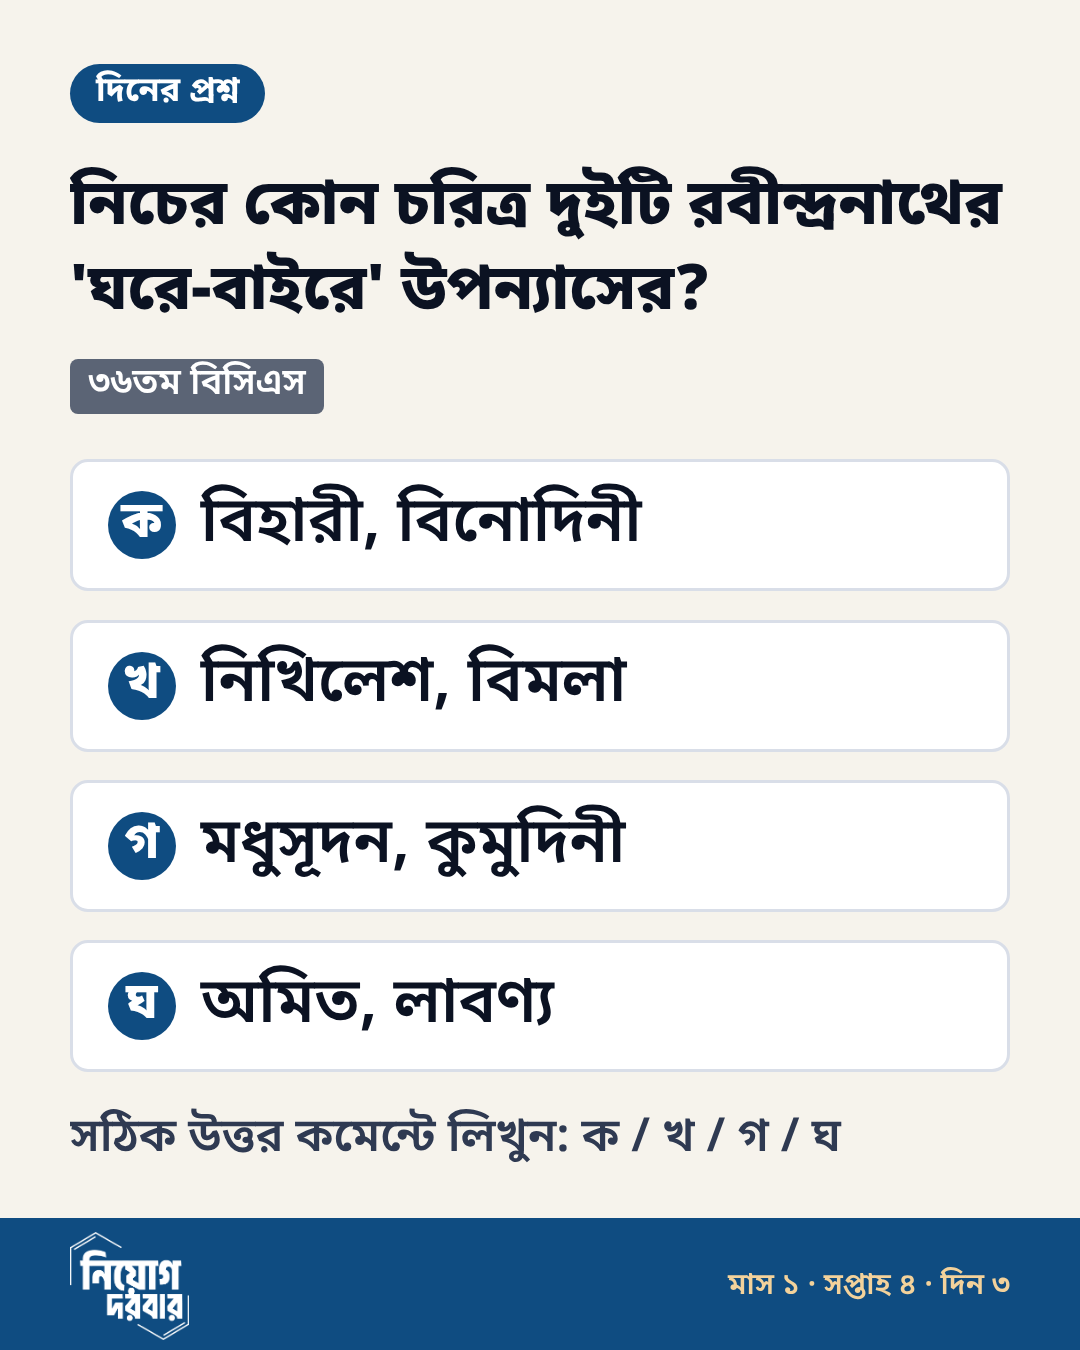 দিনের প্রশ্ন
নিচের কোন চরিত্র দুইটি রবীন্দ্রনাথের
'ঘরে-বাইরে' উপন্যাসের?
৩৬তম বিসিএস
ক বিহারী, বিনোদিনী
খ নিখিলেশ, বিমলা
গ মধুসূদন, কুমুদিনী
ঘ অমিত, লাবণ্য
সঠিক উত্তর কমেন্টে লিখুন: ক / খ / গ / ঘ
নিয়োগ
দরবার
মাস ১ · সপ্তাহ ৪ · দিন ৩